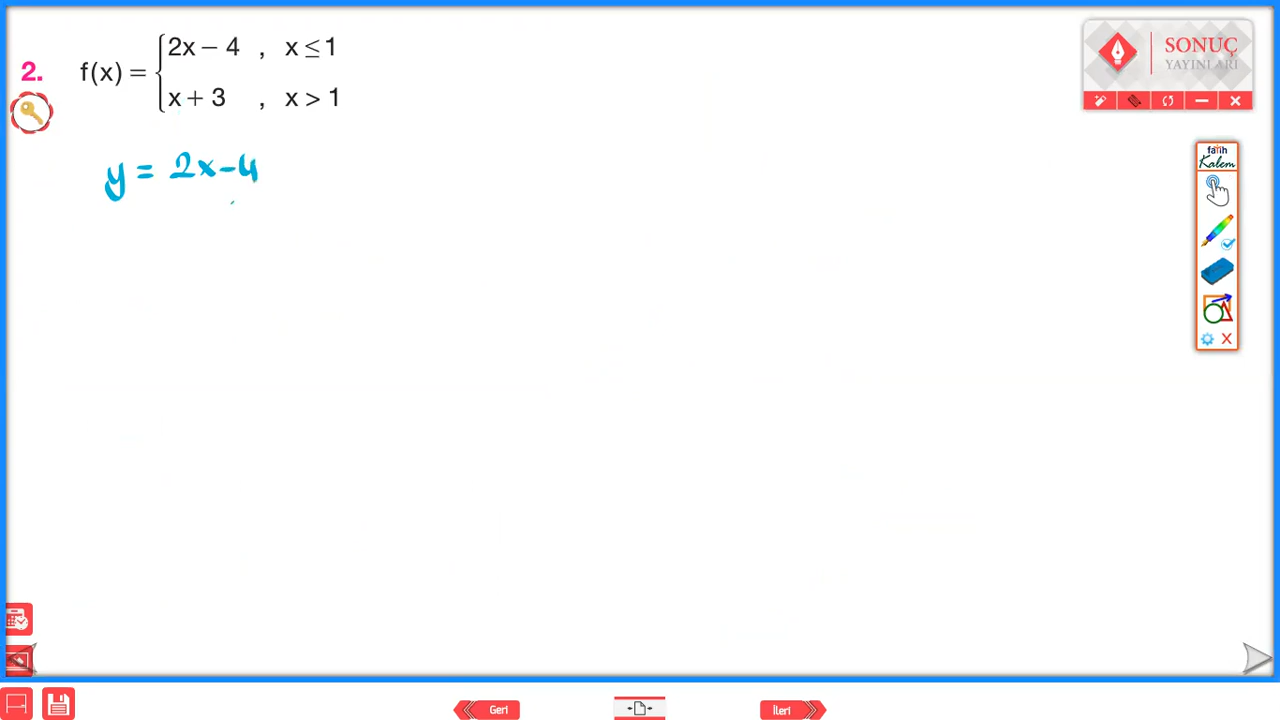 2.
f(x) = { 2x − 4 , x ≤ 1
x + 3 , x > 1
y = 2x-4
SONUÇ
YAYINLARI
fatih
Kalem
Geri
İleri